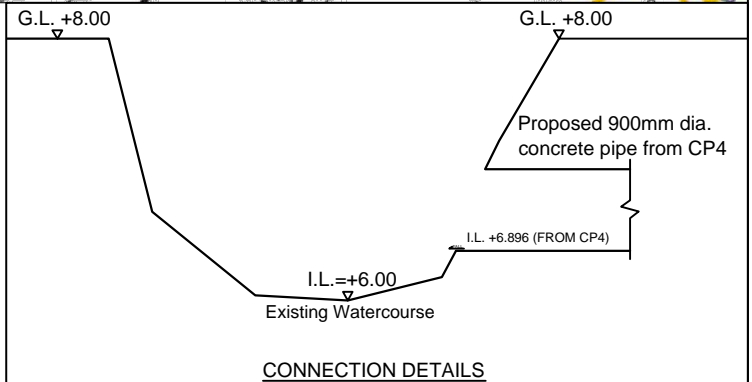 G.L. +8.00
G.L. +8.00
Proposed 900mm dia.
concrete pipe from CP4
I.L. +6.896 (FROM CP4)
I.L.=+6.00
Existing Watercourse
CONNECTION DETAILS